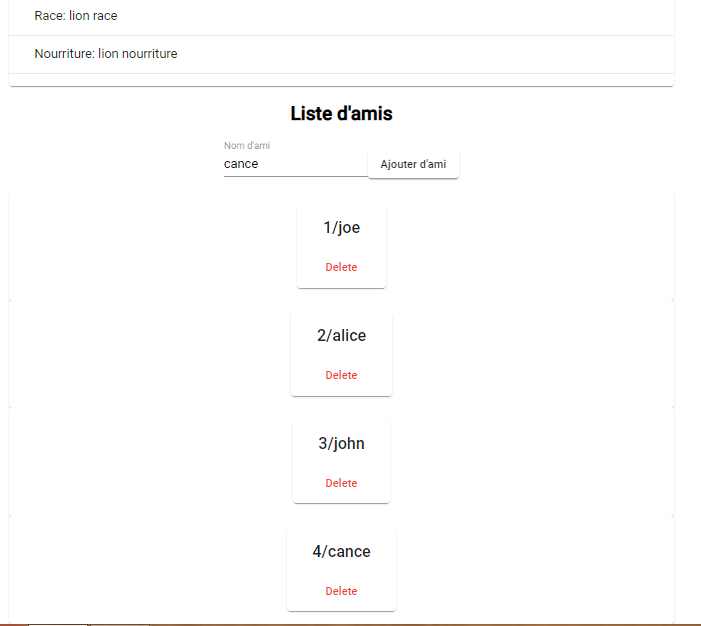 Race: lion race
Nourriture: lion nourriture
Liste d'amis
Nom d'ami
cance
Ajouter d'ami
1/joe
Delete
2/alice
Delete
3/john
Delete
4/cance
Delete